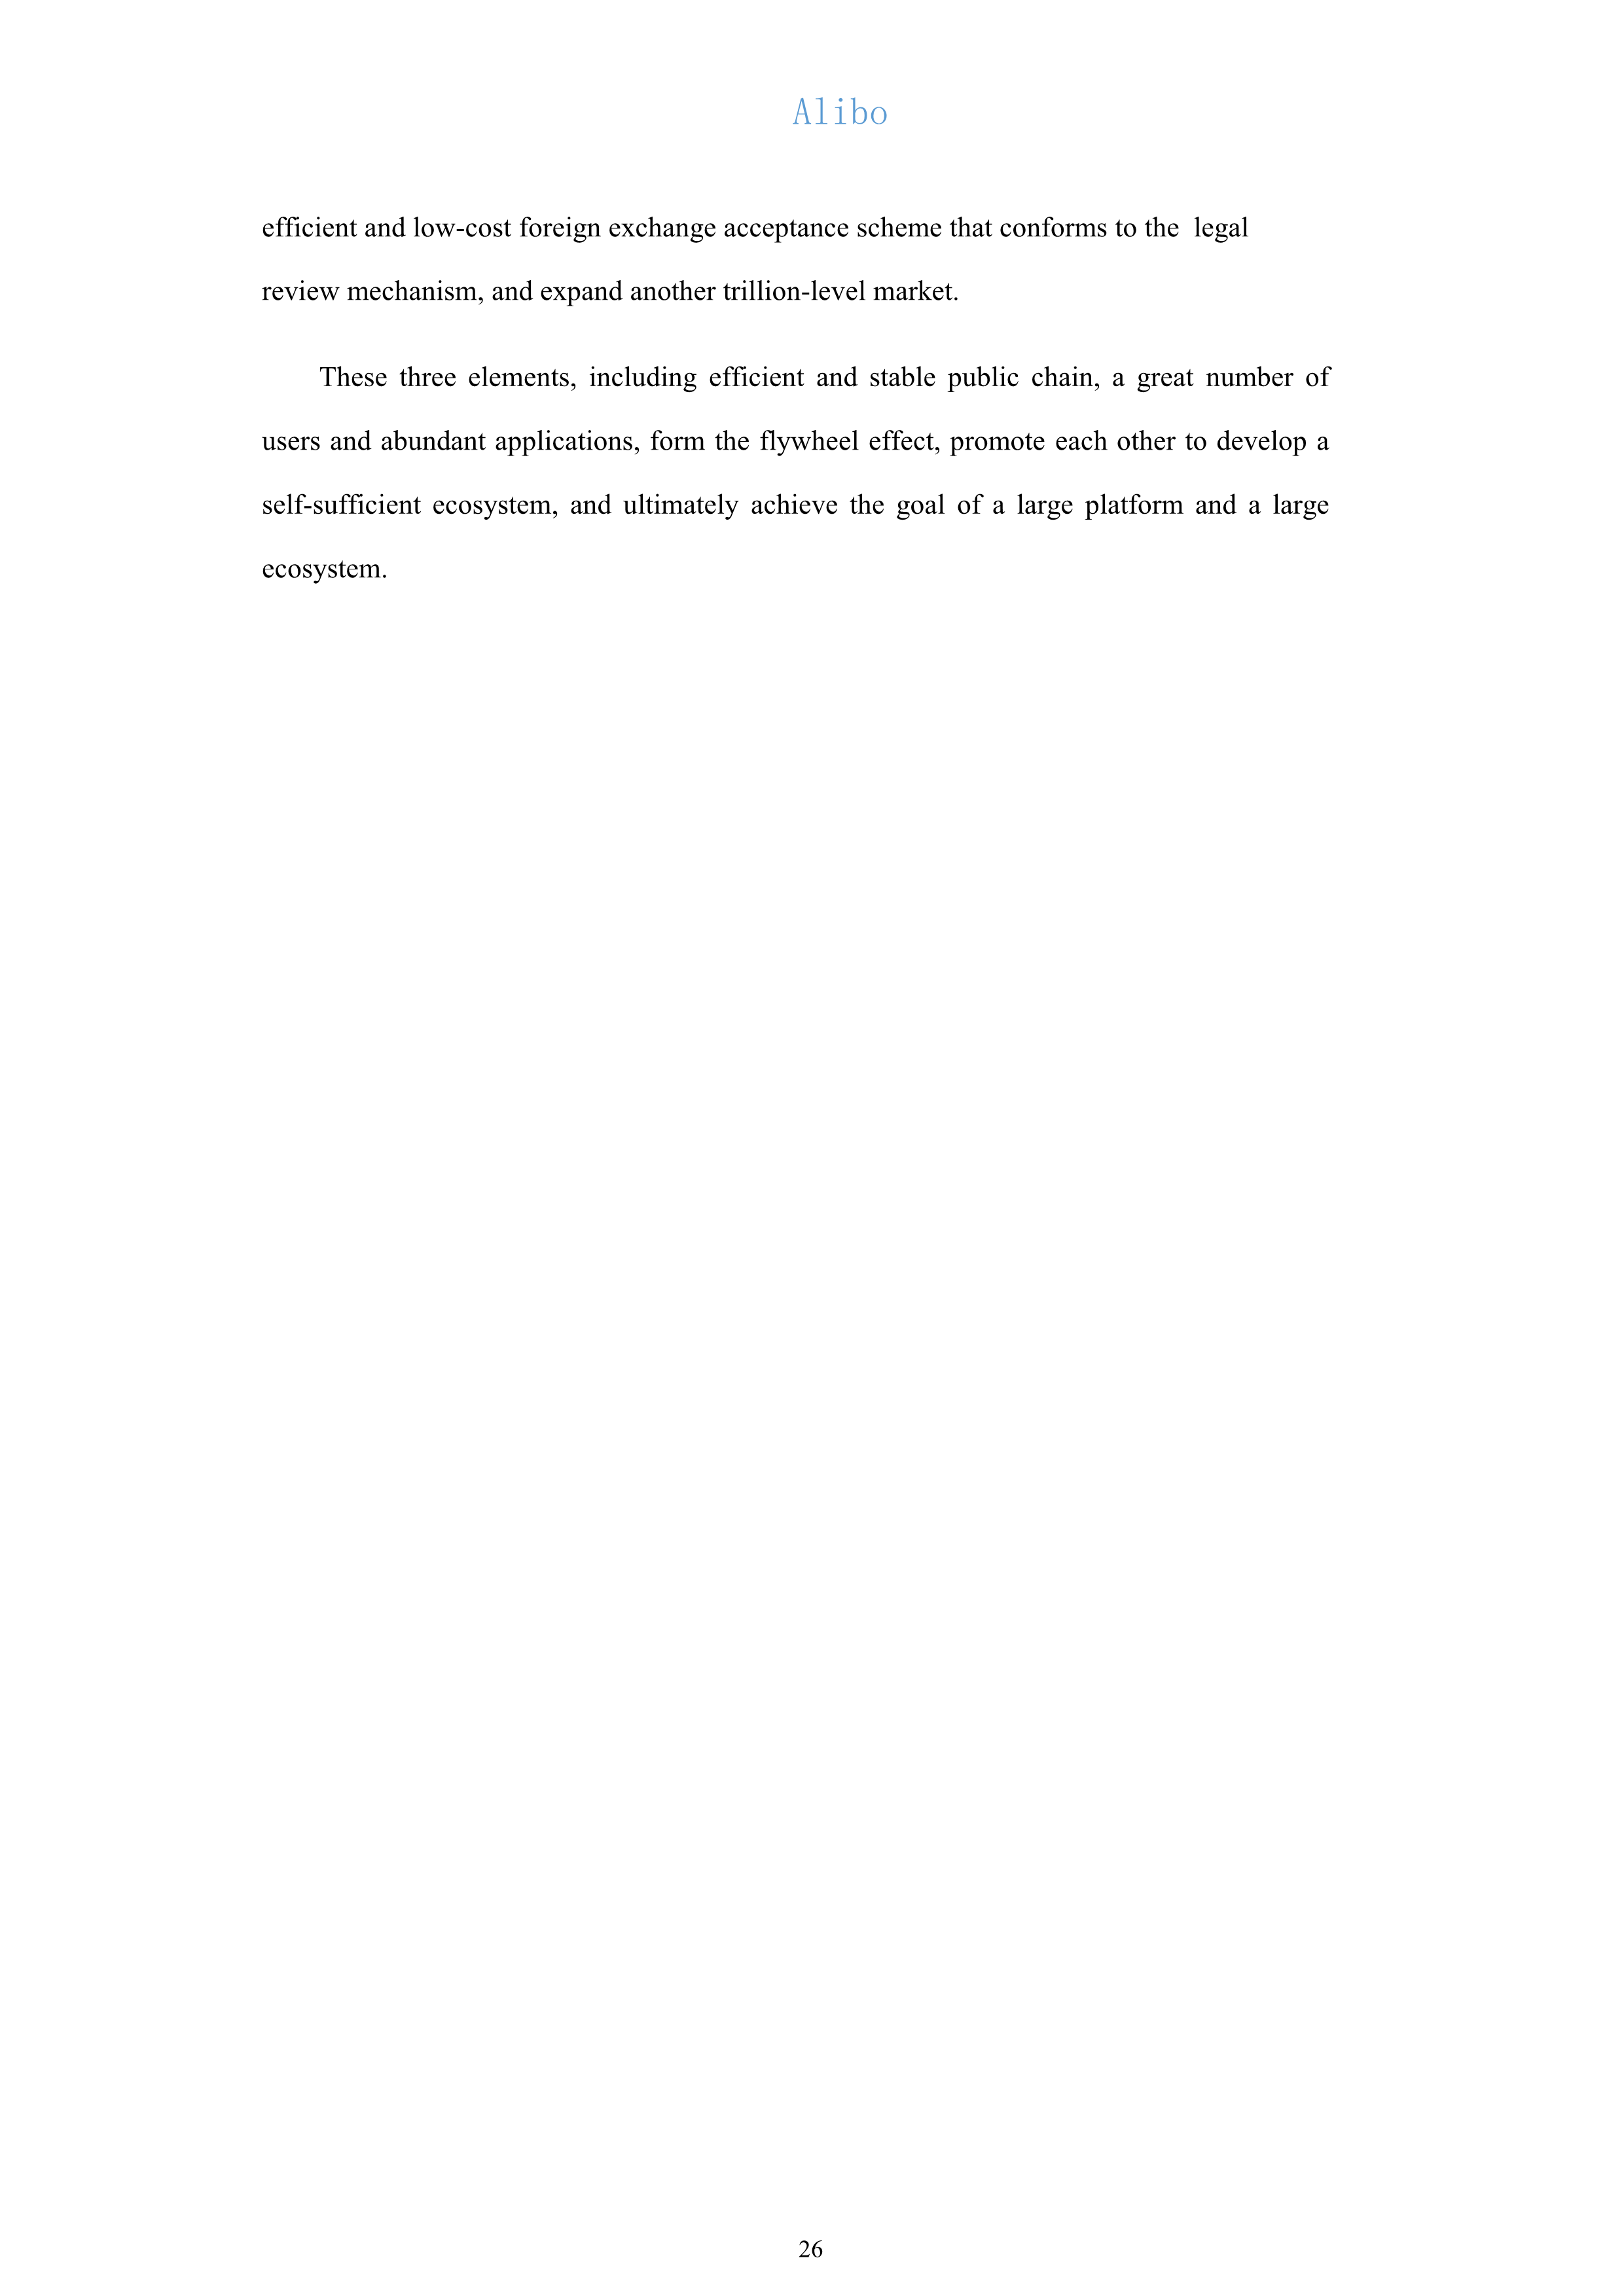 Alibo
efficient and low-cost foreign exchange acceptance scheme that conforms to the  legal
review mechanism, and expand another trillion-level market.
These three elements, including efficient and stable public chain, a great number of
users and abundant applications, form the flywheel effect, promote each other to develop a
self-sufficient ecosystem, and ultimately achieve the goal of a large platform and a large
ecosystem.
26